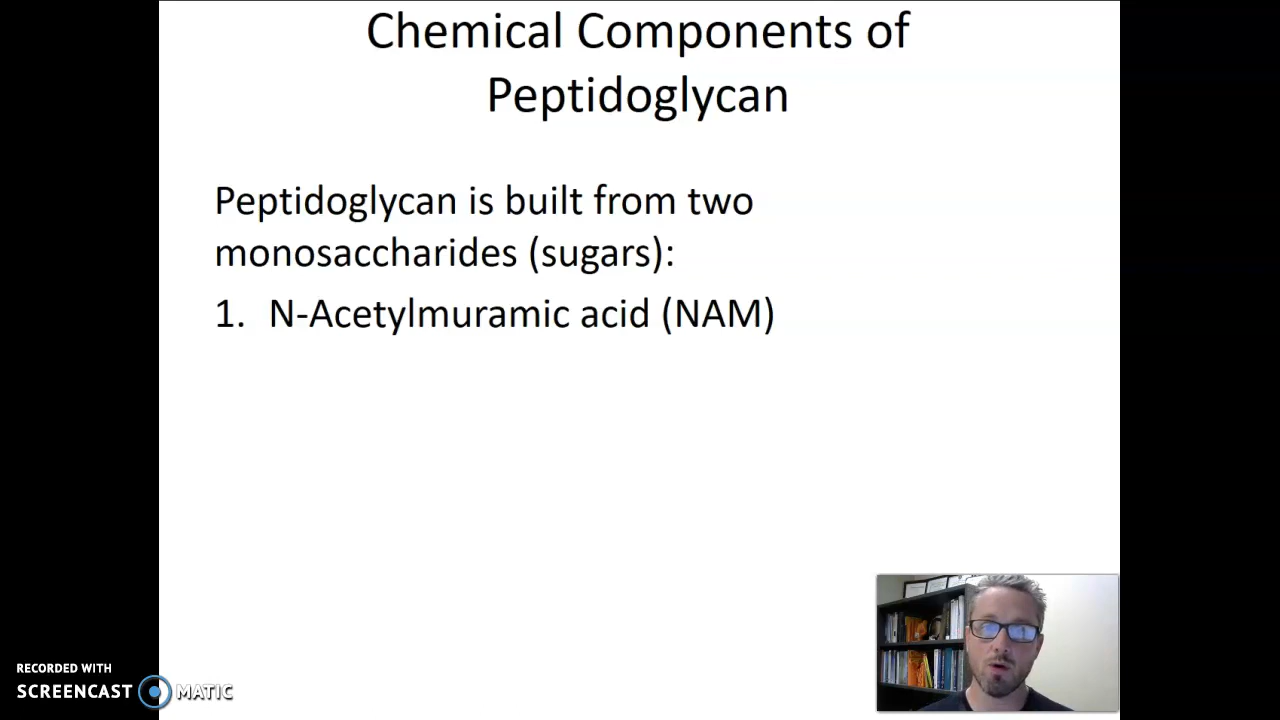 Chemical Components of
Peptidoglycan
Peptidoglycan is built from two
monosaccharides (sugars):
1. N-Acetylmuramic acid (NAM)
RECORDED WITH
SCREENCAST MATIC